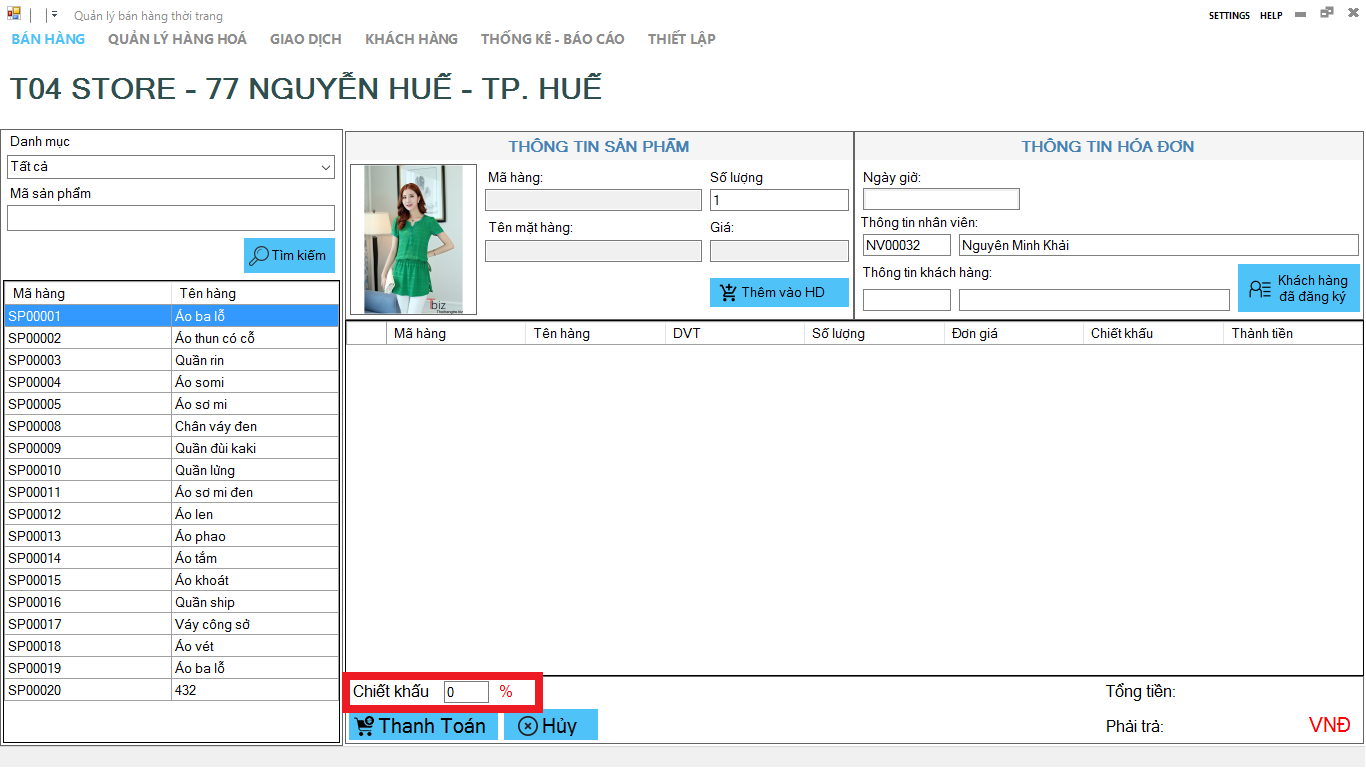 Quản lý bán hàng thời trang
SETTINGS HELP
BÁN HÀNG QUẢN LÝ HÀNG HOÁ GIAO DỊCH KHÁCH HÀNG THỐNG KÊ - BÁO CÁO THIẾT LẬP
T04 STORE - 77 NGUYỄN HUẾ - TP. HUẾ
Danh mục
Tất cả
Mã sản phẩm
Tìm kiếm
Mã hàng Tên hàng
SP00001 Áo ba lỗ
SP00002 Áo thun có cỗ
SP00003 Quần rin
SP00004 Áo somi
SP00005 Áo sơ mi
SP00008 Chân váy đen
SP00009 Quần đùi kaki
SP00010 Quần lửng
SP00011 Áo sơ mi đen
SP00012 Áo len
SP00013 Áo phao
SP00014 Áo tắm
SP00015 Áo khoát
SP00016 Quần ship
SP00017 Váy công sở
SP00018 Áo vét
SP00019 Áo ba lỗ
SP00020 432
THÔNG TIN SẢN PHẨM
Mã hàng: Số lượng
1
Tên mặt hàng: Giá:
Thêm vào HD
Tbiz
THÔNG TIN HÓA ĐƠN
Ngày giờ:
Thông tin nhân viên:
NV00032 Nguyên Minh Khải
Thông tin khách hàng:
Khách hàng
đã đăng ký
Mã hàng Tên hàng DVT Số lượng Đơn giá Chiết khấu Thành tiền
Chiết khấu 0 %
Thanh Toán Hủy
Tổng tiền:
Phải trả: VNĐ